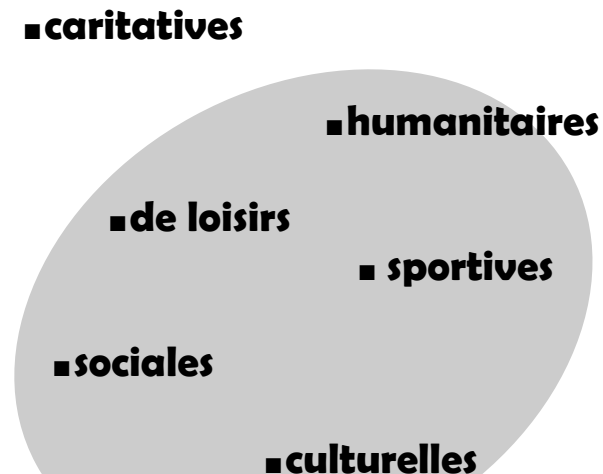 ▪caritatives
▪humanitaires
▪de loisirs
▪ sportives
▪sociales
▪culturelles